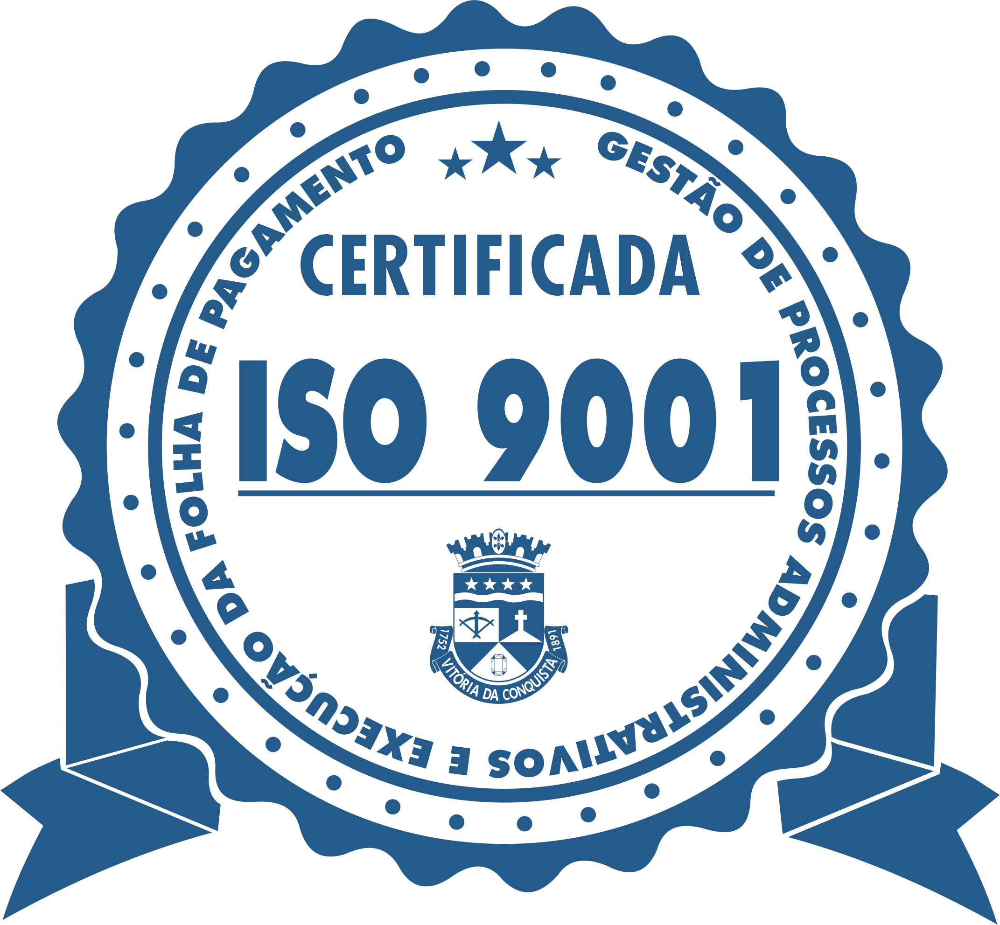 GESTÃO DE PROCESSOS ADMINISTRATIVOS E EXECUÇÃO DA FOLHA DE PAGAMENTO
CERTIFICADA
ISO 9001
1752
1891
VITÓRIA DA CONQUISTA